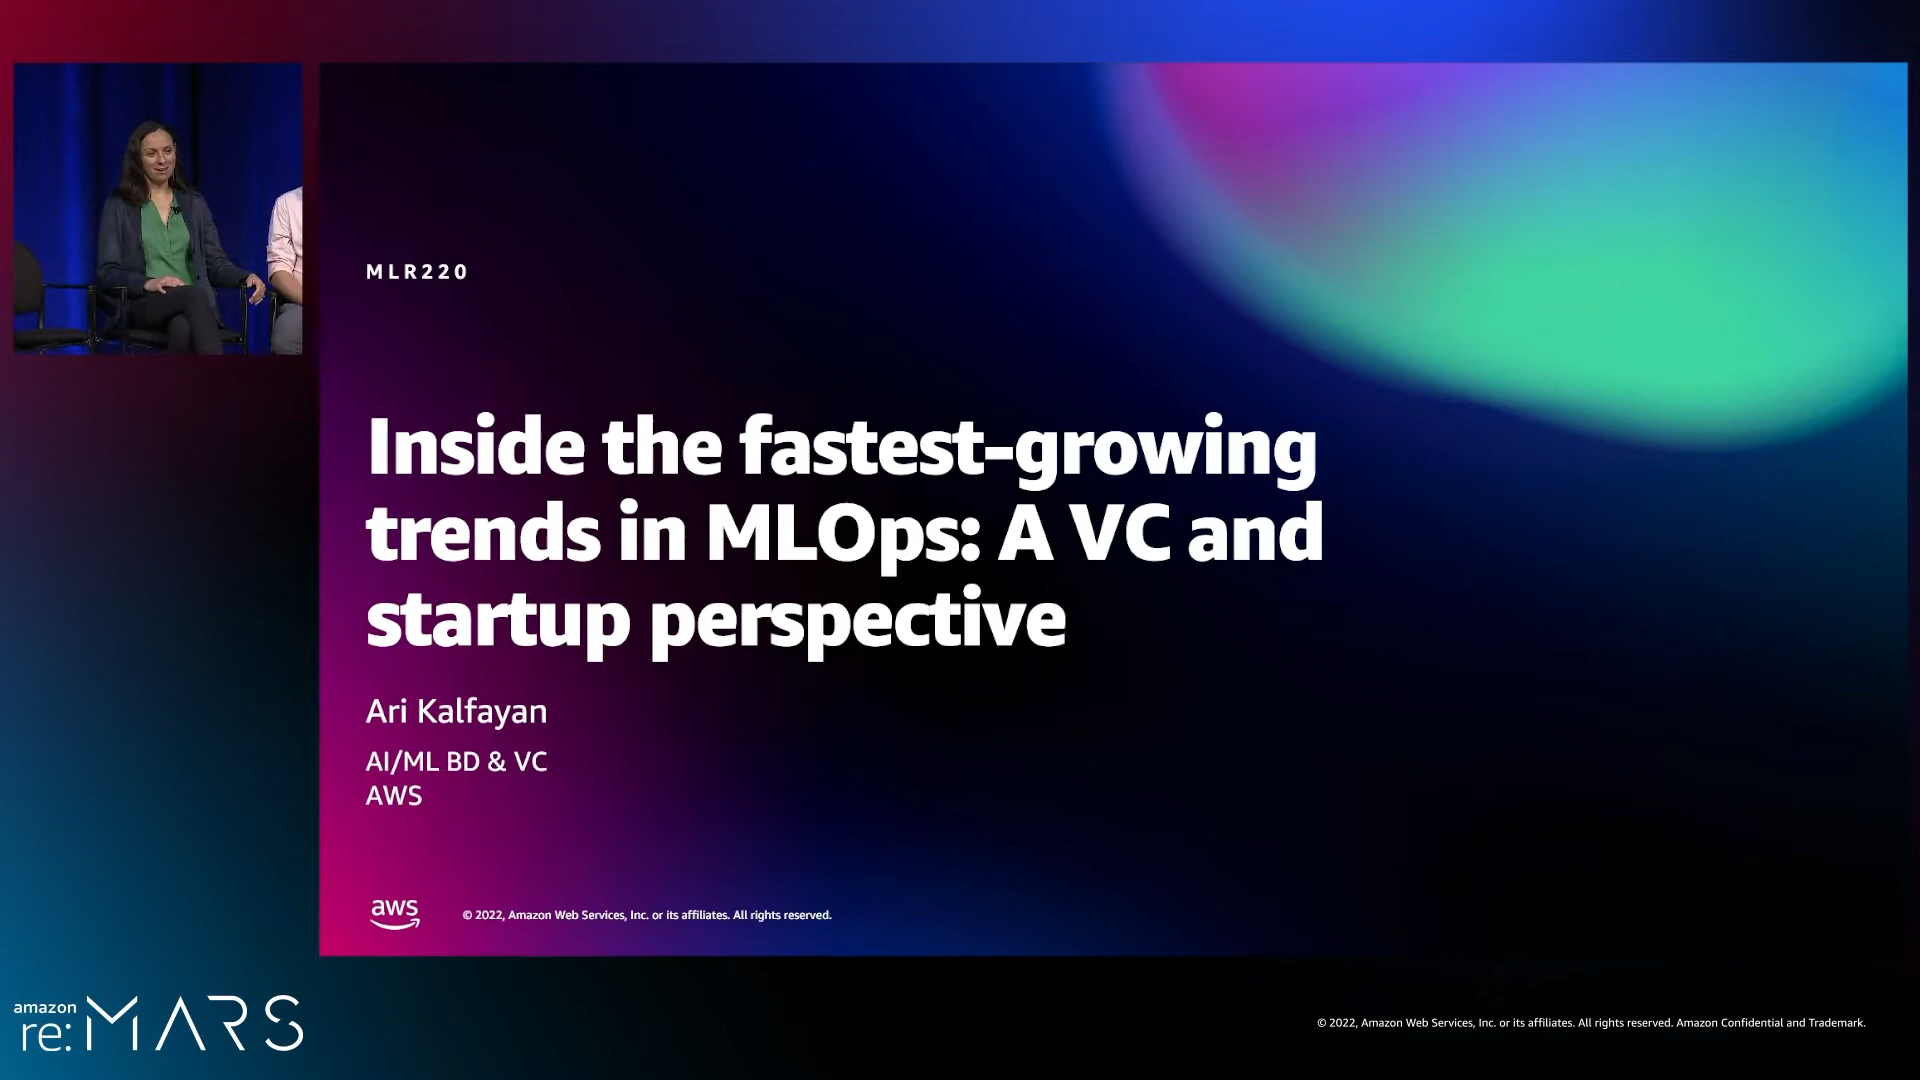 MLR220
Inside the fastest-growing
trends in MLOps: A VC and
startup perspective
Ari Kalfayan
AI/ML BD & VC
AWS
aws
© 2022, Amazon Web Services, Inc. or its affiliates. All rights reserved.
amazon
re:MARS
© 2022, Amazon Web Services, Inc. or its affiliates. All rights reserved. Amazon Confidential and Trademark.